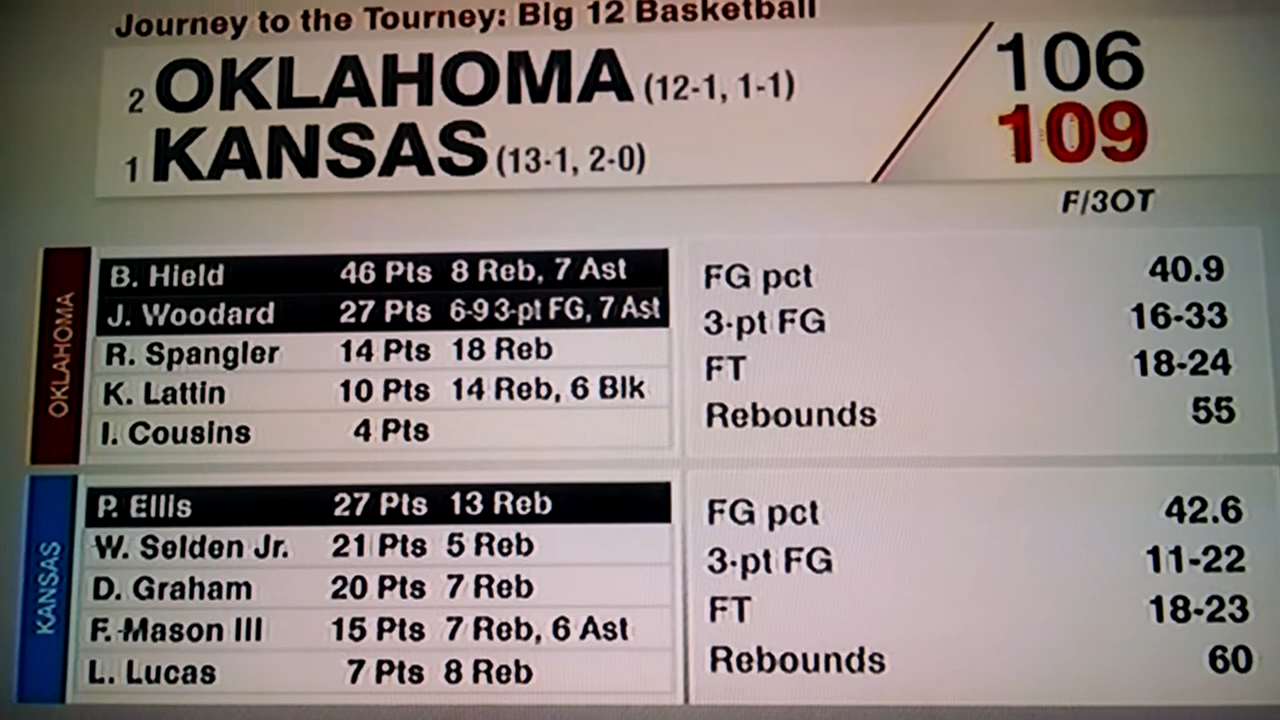 Journey to the Tourney: Big 12 Basketball
2 OKLAHOMA (12-1, 1-1) 106
1 KANSAS (13-1, 2-0) 109
F/3OT
OKLAHOMA
B. Hield 46 Pts 8 Reb, 7 Ast
J. Woodard 27 Pts 6-9 3-pt FG, 7 Ast
R. Spangler 14 Pts 18 Reb
K. Lattin 10 Pts 14 Reb, 6 Blk
I. Cousins 4 Pts
FG pct 40.9
3-pt FG 16-33
FT 18-24
Rebounds 55
KANSAS
P. Ellis 27 Pts 13 Reb
W. Selden Jr. 21 Pts 5 Reb
D. Graham 20 Pts 7 Reb
F. Mason III 15 Pts 7 Reb, 6 Ast
L. Lucas 7 Pts 8 Reb
FG pct 42.6
3-pt FG 11-22
FT 18-23
Rebounds 60